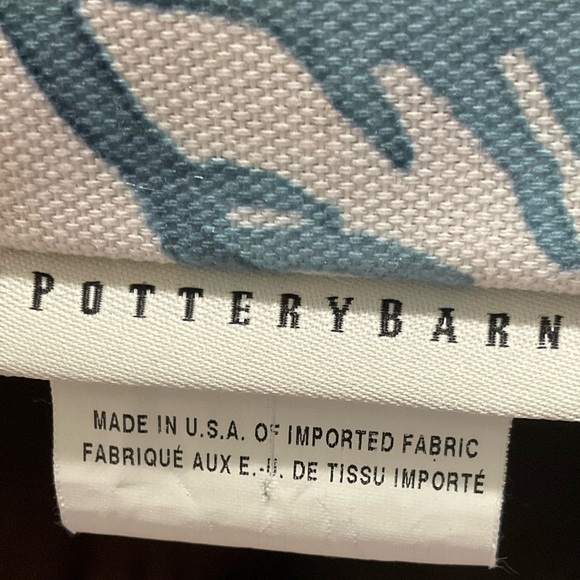 POTTERYBARN
MADE IN U.S.A. OF IMPORTED FABRIC
FABRIQUÉ AUX E.-U. DE TISSU IMPORTÉ